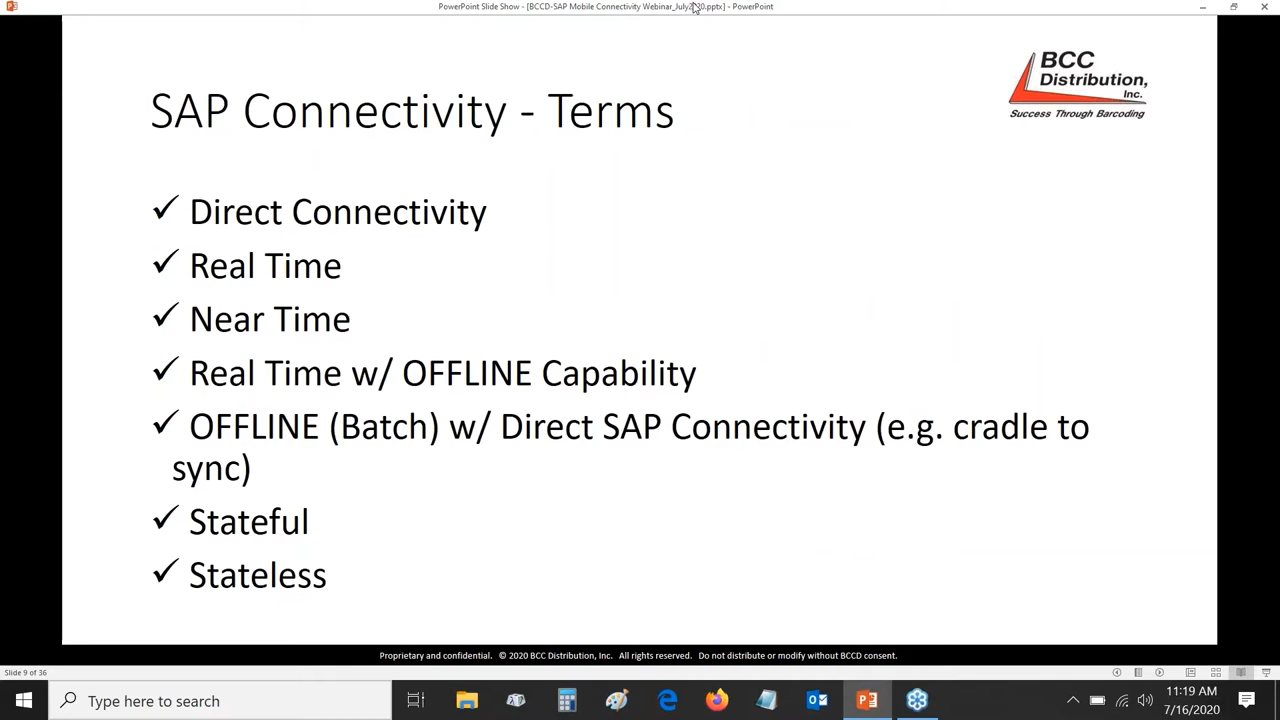 PowerPoint Slide Show - [BCCD-SAP Mobile Connectivity Webinar_July2020.pptx] - PowerPoint
BCC
Distribution,
Inc.
Success Through Barcoding
SAP Connectivity - Terms
✓ Direct Connectivity
✓ Real Time
✓ Near Time
✓ Real Time w/ OFFLINE Capability
✓ OFFLINE (Batch) w/ Direct SAP Connectivity (e.g. cradle to
sync)
✓ Stateful
✓ Stateless
Proprietary and confidential. © 2020 BCC Distribution, Inc. All rights reserved. Do not distribute or modify without BCCD consent.
Slide 9 of 36
Type here to search
11:19 AM
7/16/2020